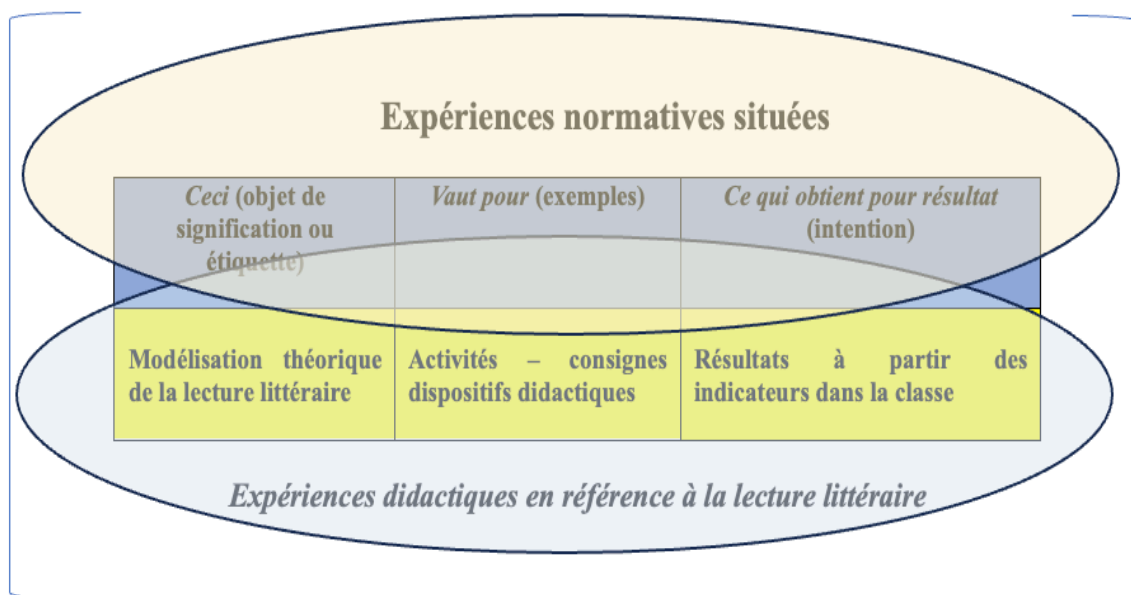 Expériences normatives situées
Ceci (objet de
signification ou
étiquette)
Vaut pour (exemples)
Ce qui obtient pour résultat
(intention)
Modélisation théorique
de la lecture littéraire
Activités – consignes
dispositifs didactiques
Résultats à partir des
indicateurs dans la classe
Expériences didactiques en référence à la lecture littéraire